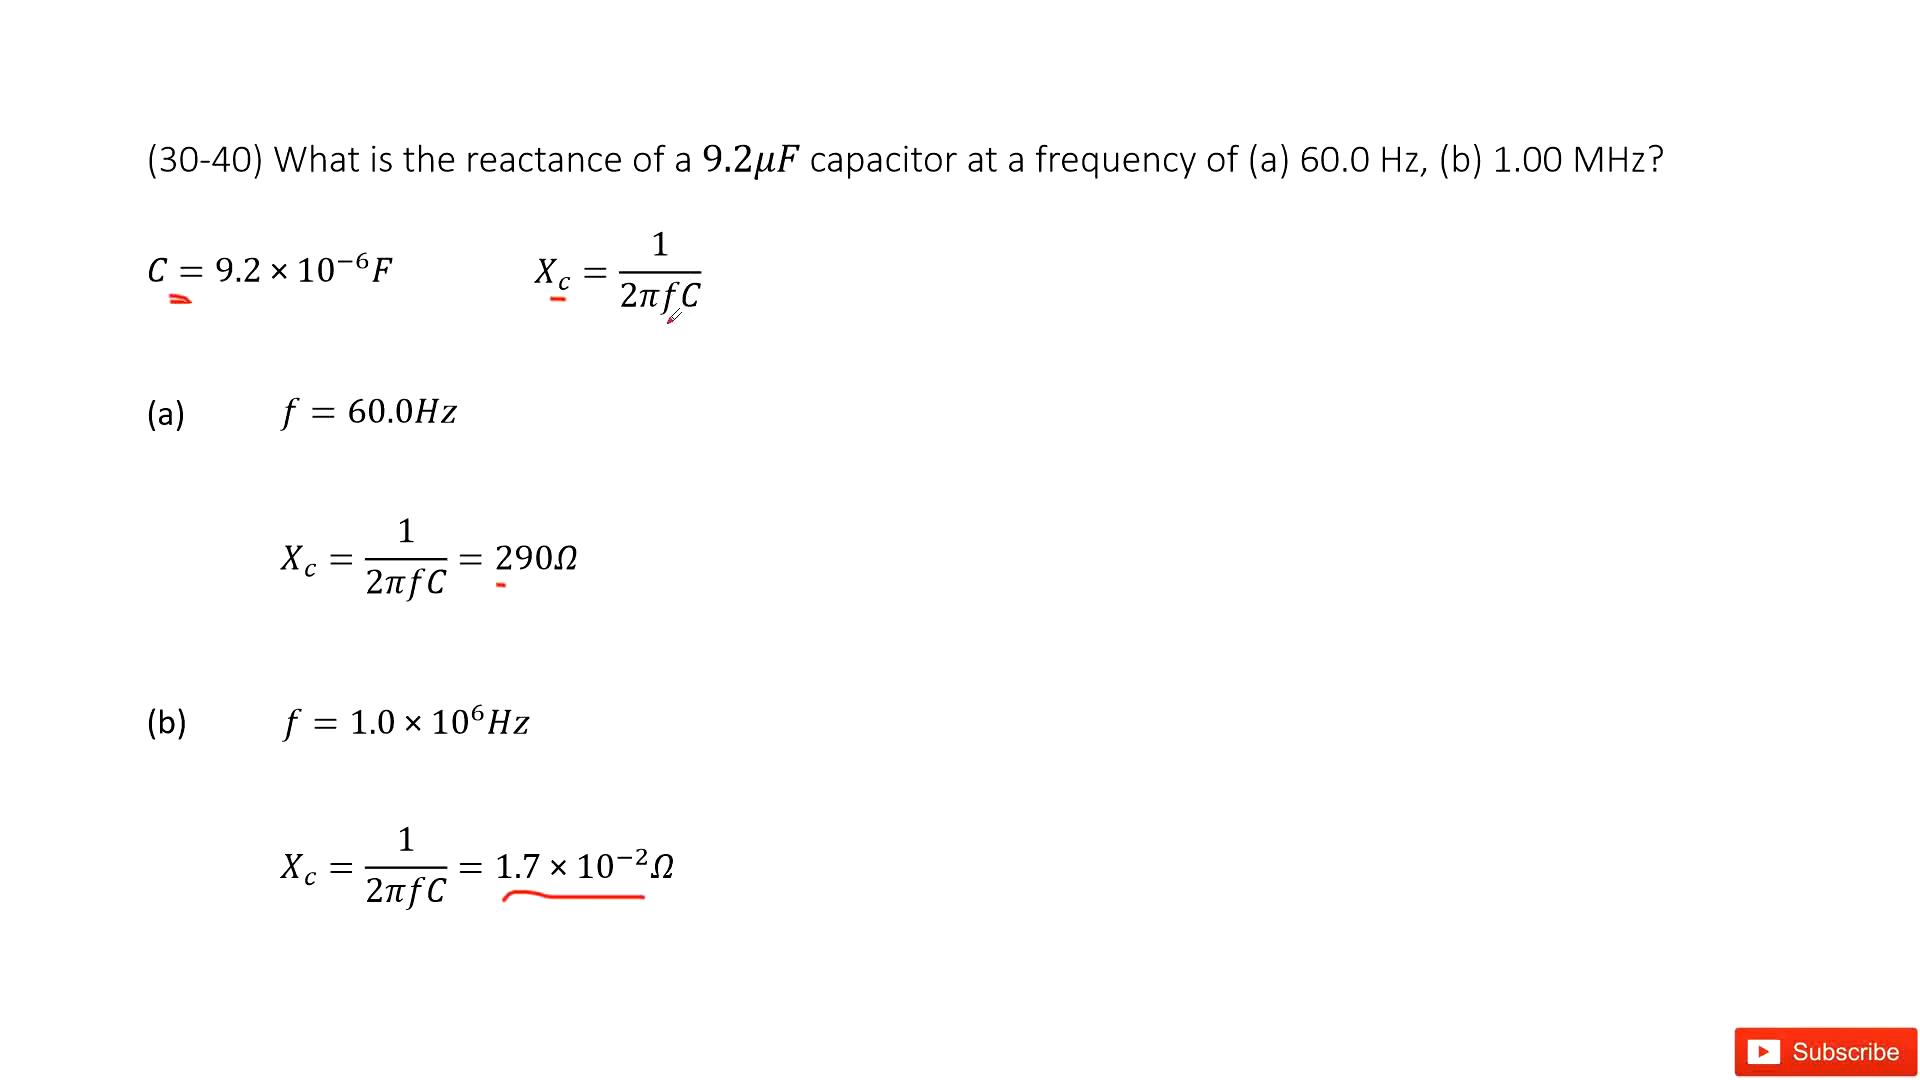 (30-40) What is the reactance of a 9.2μF capacitor at a frequency of (a) 60.0 Hz, (b) 1.00 MHz?
C = 9.2 × 10⁻⁶F X_c = 1/(2πfC)
(a) f = 60.0Hz
X_c = 1/(2πfC) = 290Ω
(b) f = 1.0 × 10⁶Hz
X_c = 1/(2πfC) = 1.7 × 10⁻²Ω
Subscribe